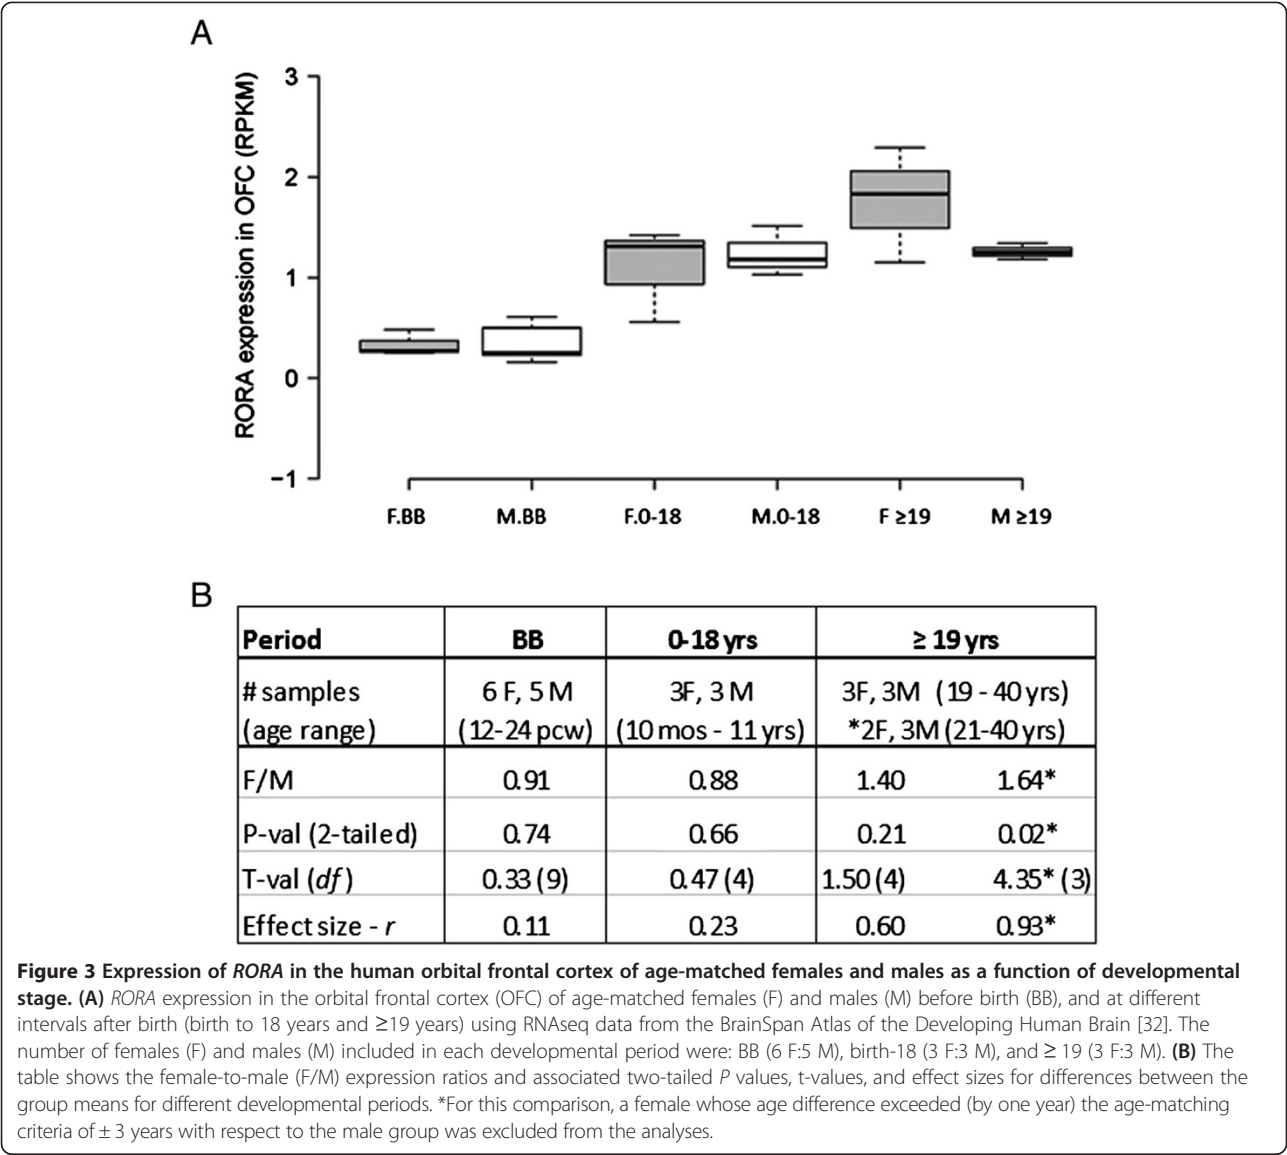 A
RORA expression in OFC (RPKM)
3
2
1
0
−1
F.BB M.BB F.0-18 M.0-18 F ≥19 M ≥19
B
Period BB 0-18 yrs ≥ 19 yrs
# samples 6 F, 5 M 3F, 3 M 3F, 3M (19 - 40 yrs)
(age range) (12-24 pcw) (10 mos - 11 yrs) *2F, 3M (21-40 yrs)
F/M 0.91 0.88 1.40 1.64*
P-val (2-tailed) 0.74 0.66 0.21 0.02*
T-val (df) 0.33 (9) 0.47 (4) 1.50 (4) 4.35* (3)
Effect size - r 0.11 0.23 0.60 0.93*
Figure 3 Expression of RORA in the human orbital frontal cortex of age-matched females and males as a function of developmental
stage. (A) RORA expression in the orbital frontal cortex (OFC) of age-matched females (F) and males (M) before birth (BB), and at different
intervals after birth (birth to 18 years and ≥19 years) using RNAseq data from the BrainSpan Atlas of the Developing Human Brain [32]. The
number of females (F) and males (M) included in each developmental period were: BB (6 F:5 M), birth-18 (3 F:3 M), and ≥ 19 (3 F:3 M). (B) The
table shows the female-to-male (F/M) expression ratios and associated two-tailed P values, t-values, and effect sizes for differences between the
group means for different developmental periods. *For this comparison, a female whose age difference exceeded (by one year) the age-matching
criteria of ± 3 years with respect to the male group was excluded from the analyses.